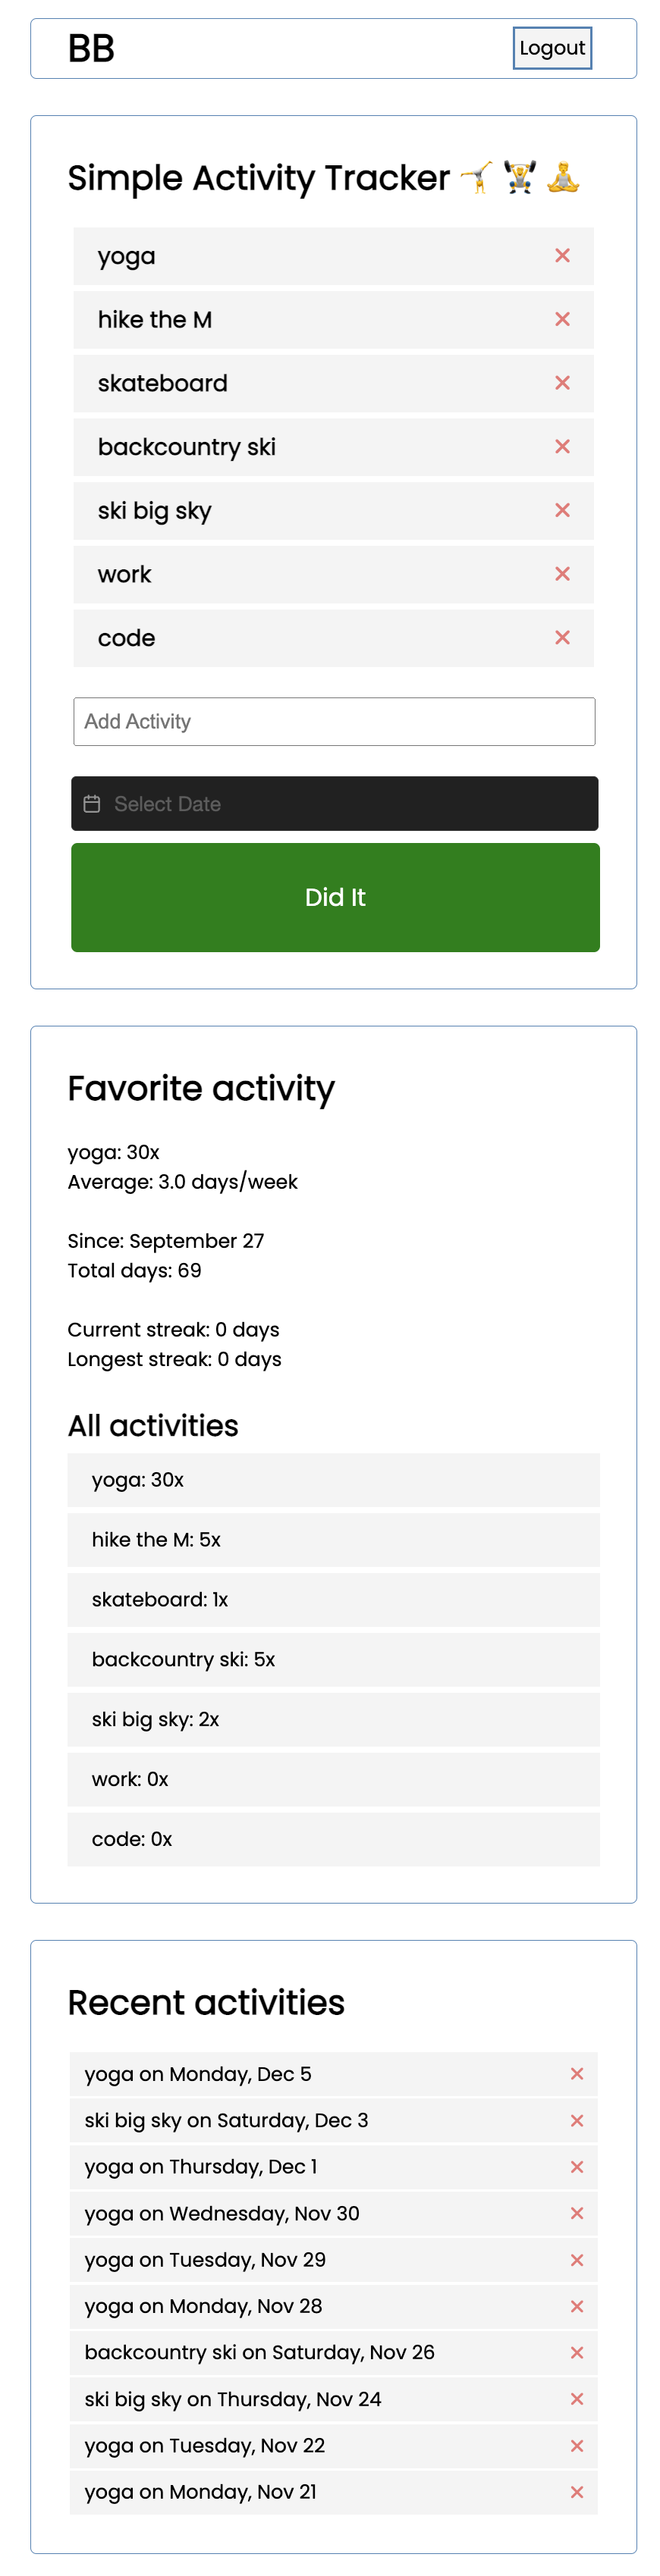 BB
Logout
Simple Activity Tracker 🤸 🏋️ 🧘
yoga
hike the M
skateboard
backcountry ski
ski big sky
work
code
Add Activity
Select Date
Did It
Favorite activity
yoga: 30x
Average: 3.0 days/week
Since: September 27
Total days: 69
Current streak: 0 days
Longest streak: 0 days
All activities
yoga: 30x
hike the M: 5x
skateboard: 1x
backcountry ski: 5x
ski big sky: 2x
work: 0x
code: 0x
Recent activities
yoga on Monday, Dec 5
ski big sky on Saturday, Dec 3
yoga on Thursday, Dec 1
yoga on Wednesday, Nov 30
yoga on Tuesday, Nov 29
yoga on Monday, Nov 28
backcountry ski on Saturday, Nov 26
ski big sky on Thursday, Nov 24
yoga on Tuesday, Nov 22
yoga on Monday, Nov 21